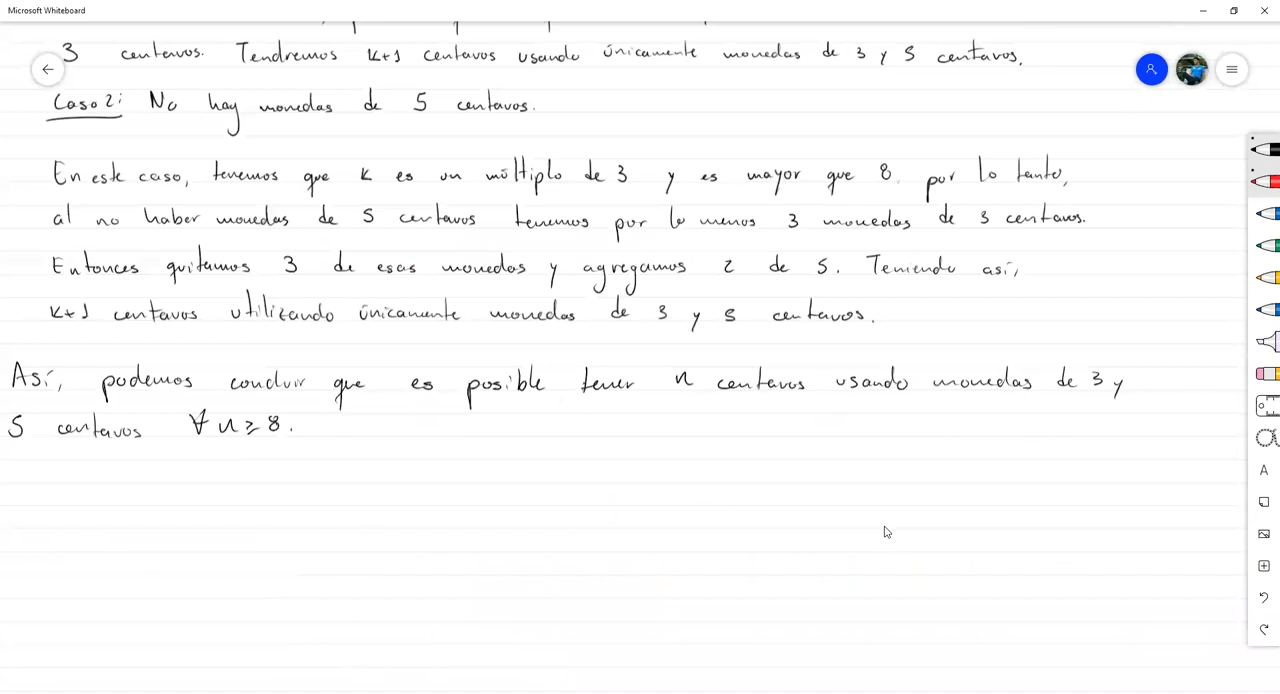 Microsoft Whiteboard
3 centavos. Tendremos k+1 centavos usando únicamente monedas de 3 y 5 centavos.
Caso 2: No hay monedas de 5 centavos.
En este caso, tenemos que k es un múltiplo de 3 y es mayor que 8. por lo tanto,
al no haber monedas de 5 centavos tenemos por lo menos 3 monedas de 3 centavos.
Entonces quitamos 3 de esas monedas y agregamos 2 de 5. Teniendo así,
k+1 centavos utilizando únicamente monedas de 3 y 5 centavos.
Así, podemos concluir que es posible tener n centavos usando monedas de 3 y
5 centavos ∀ n ≥ 8.
A